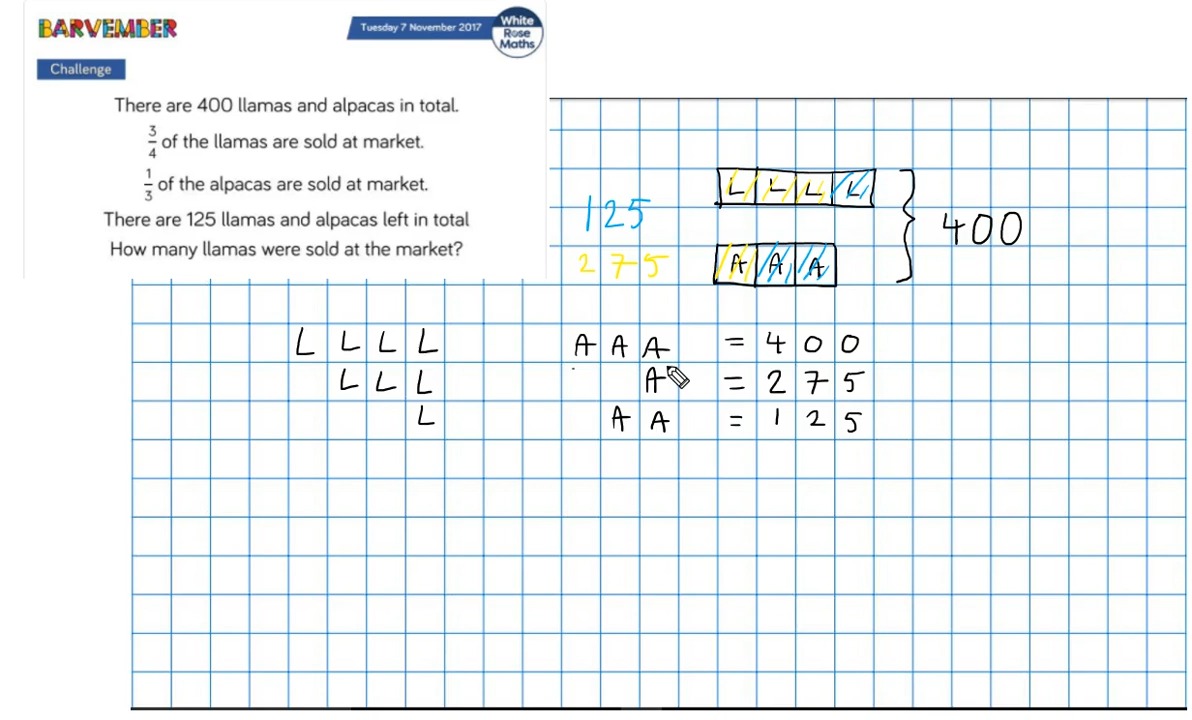 BARVEMBER
Tuesday 7 November 2017
White
Rose
Maths
Challenge
There are 400 llamas and alpacas in total.
3/4 of the llamas are sold at market.
1/3 of the alpacas are sold at market.
There are 125 llamas and alpacas left in total
How many llamas were sold at the market?
125
275
L L L L
A A A
400
L L L L A A A = 400
L L L A = 275
L A A = 125